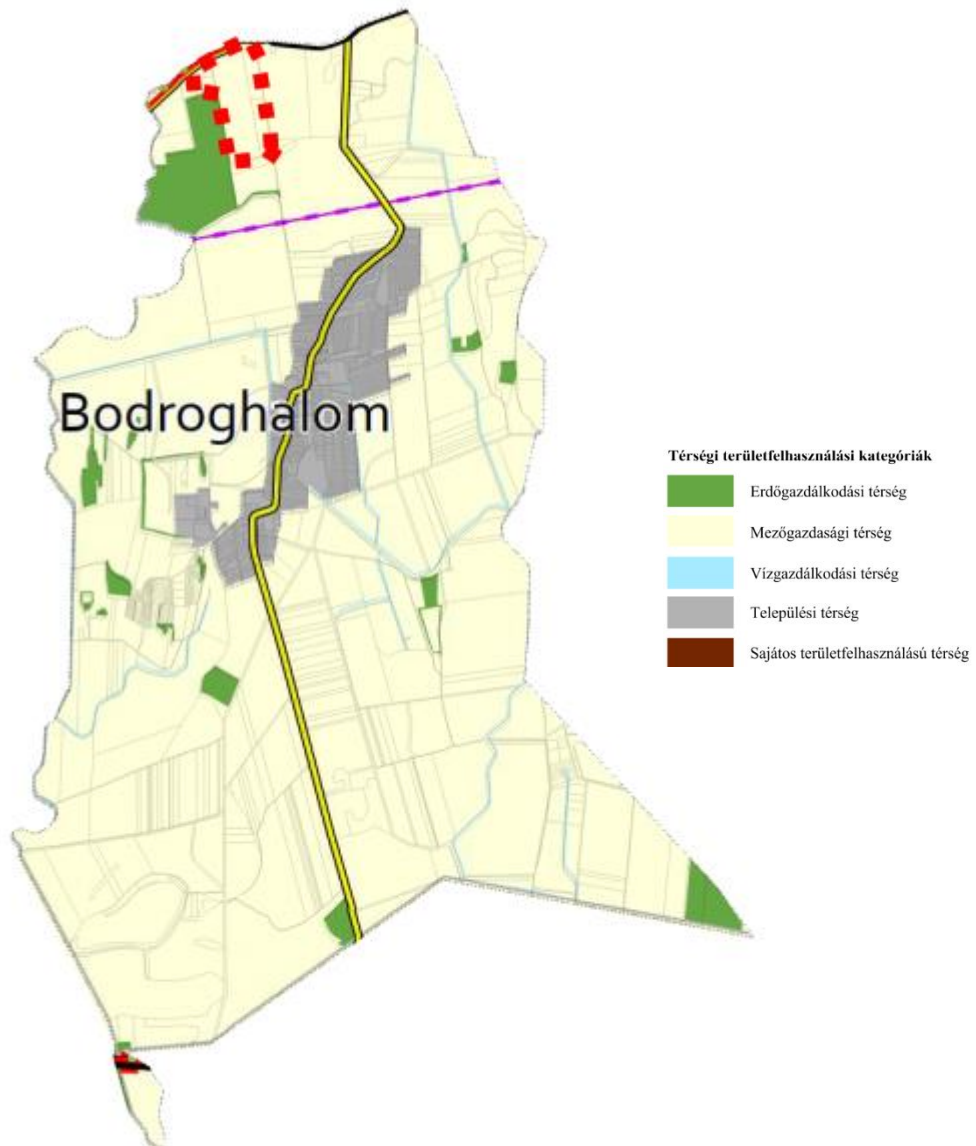 Bodroghalom
Térségi területfelhasználási kategóriák
Erdőgazdálkodási térség
Mezőgazdasági térség
Vízgazdálkodási térség
Települési térség
Sajátos területfelhasználású térség